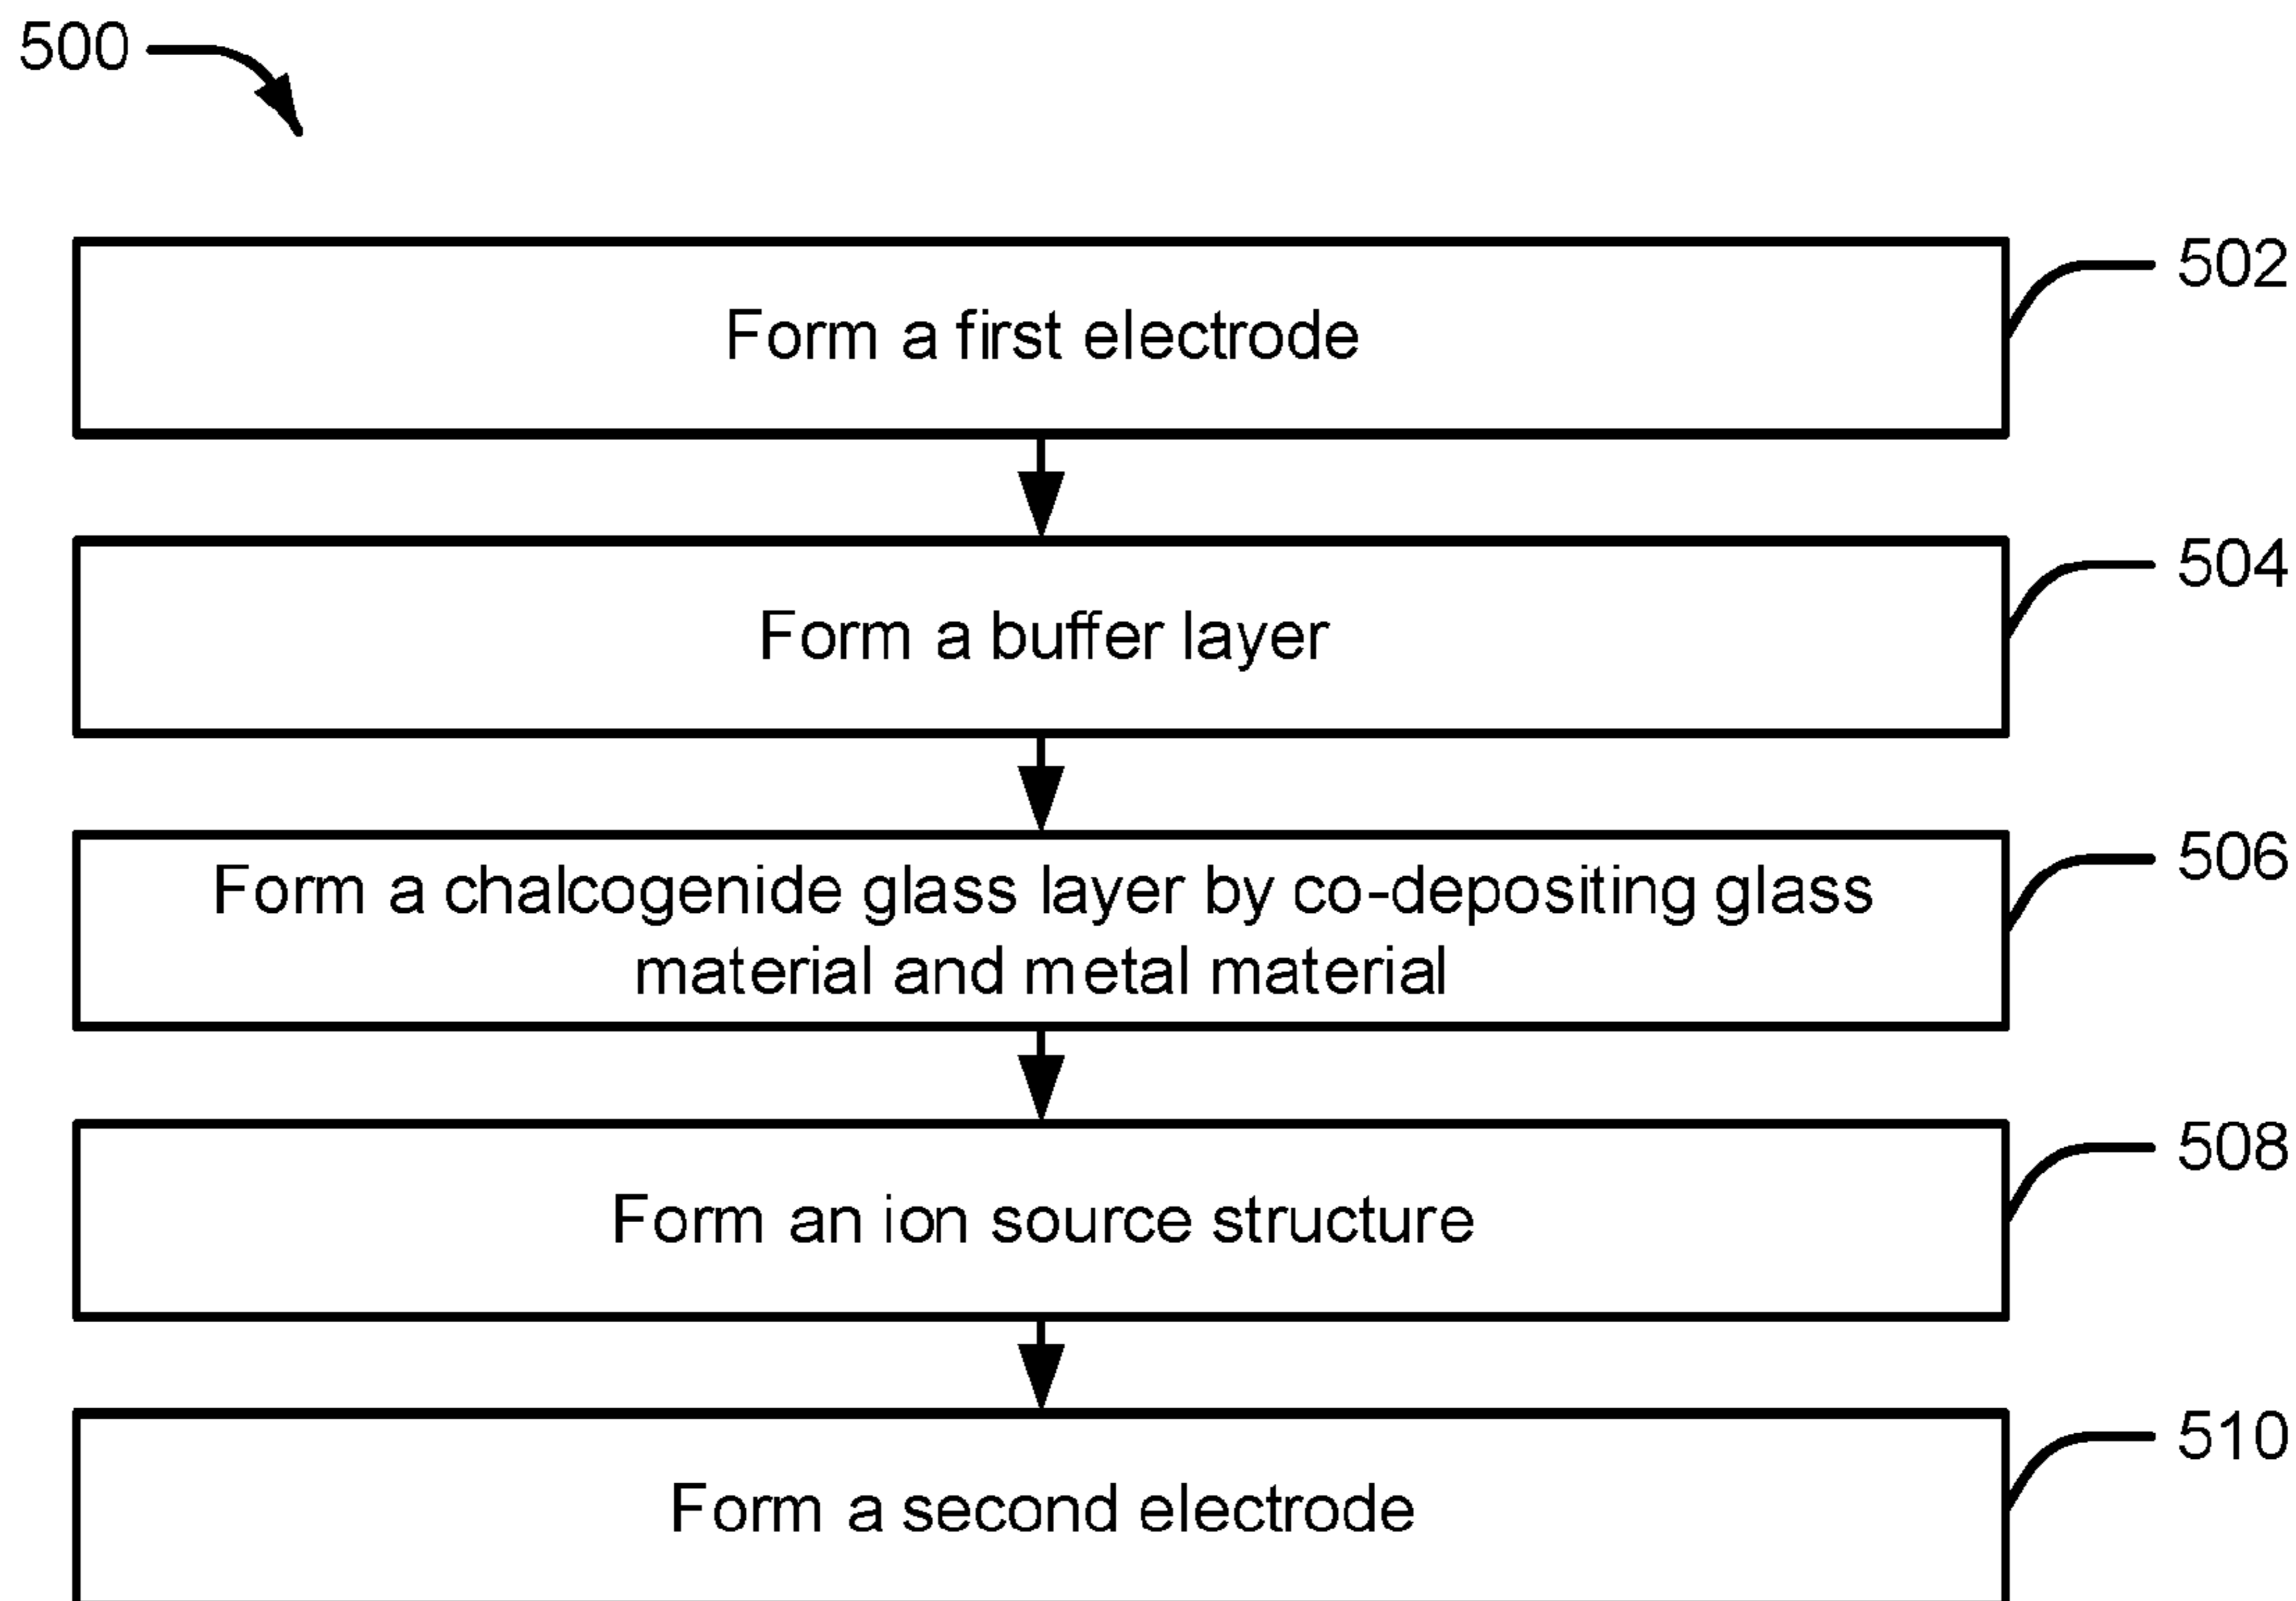 500
502
Form a first electrode
504
Form a buffer layer
506
Form a chalcogenide glass layer by co-depositing glass
material and metal material
508
Form an ion source structure
510
Form a second electrode